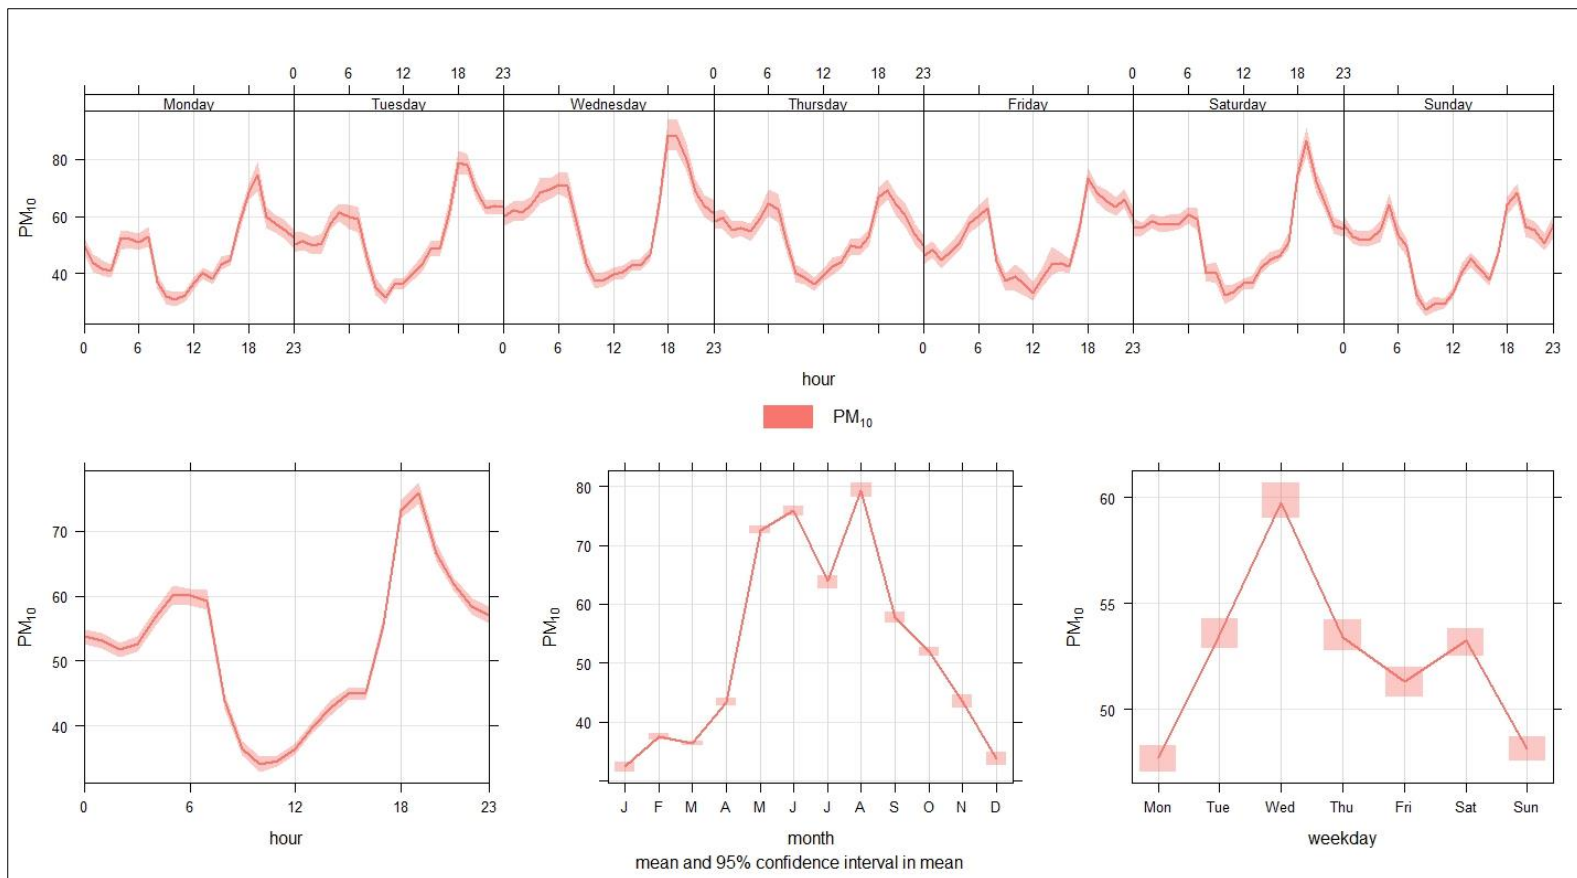 0 6 12 18 23 0 6 12 18 23 0 6 12 18 23
Monday Tuesday Wednesday Thursday Friday Saturday Sunday
80
60
40
PM₁₀
0 6 12 18 23 0 6 12 18 23 0 6 12 18 23 0 6 12 18 23
hour
PM₁₀
70
60
50
40
PM₁₀
0 6 12 18 23
hour
80
70
60
50
40
PM₁₀
J F M A M J J A S O N D
month
mean and 95% confidence interval in mean
60
55
50
PM₁₀
Mon Tue Wed Thu Fri Sat Sun
weekday